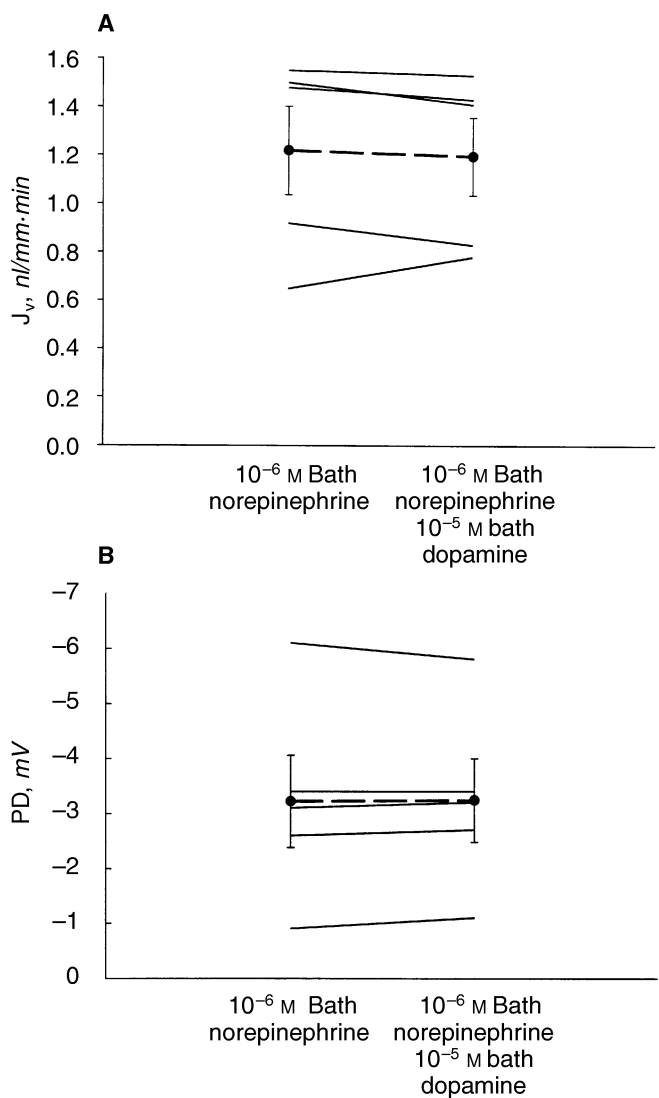 A
1.6
1.4
1.2
1.0
0.8
0.6
0.4
0.2
0.0
Jv, nl/mm·min
10–6 M Bath
norepinephrine
10–6 M Bath
norepinephrine
10–5 M bath
dopamine
B
–7
–6
–5
–4
–3
–2
–1
0
PD, mV
10–6 M Bath
norepinephrine
10–6 M Bath
norepinephrine
10–5 M bath
dopamine